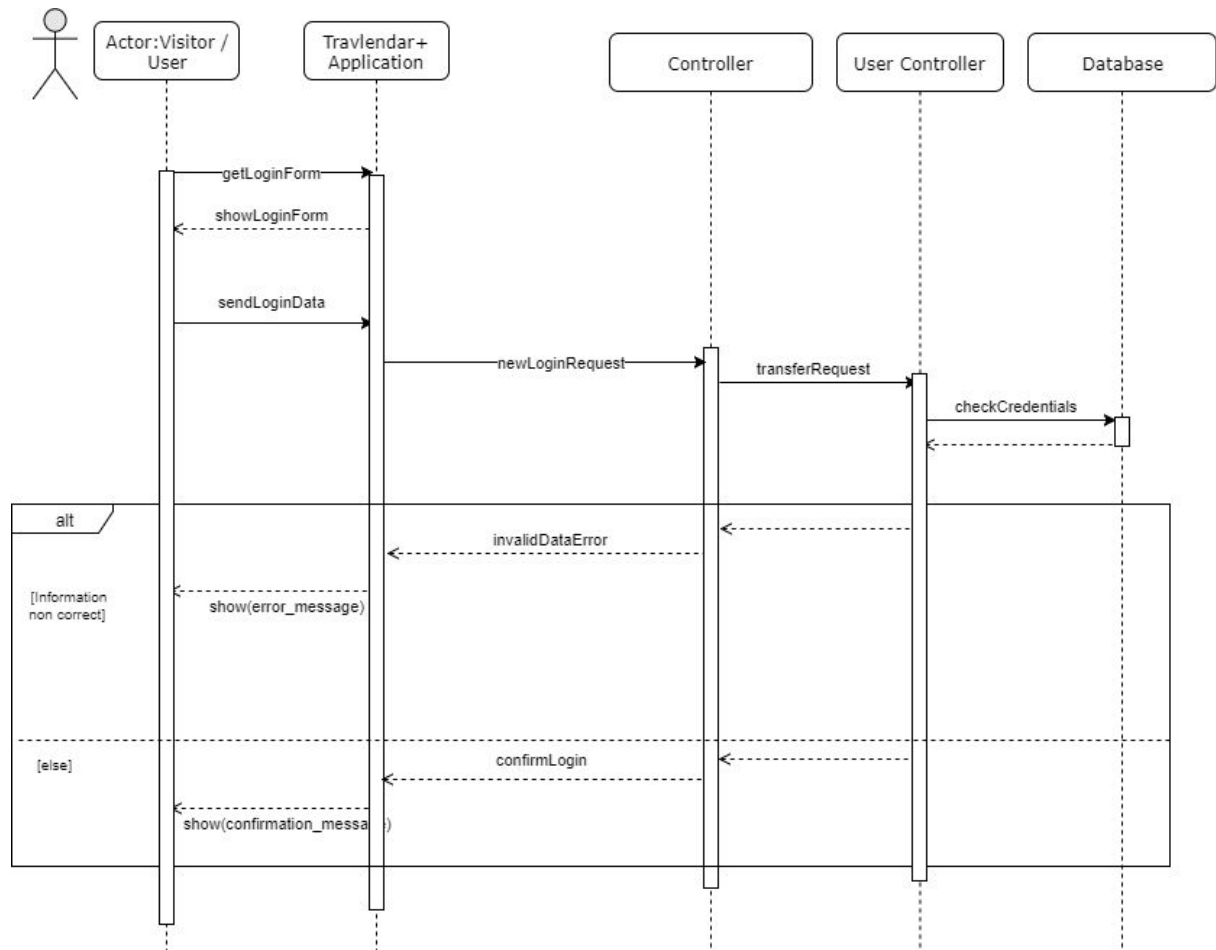 Actor:Visitor /
User
Travlendar+
Application
Controller
User Controller
Database
getLoginForm
showLoginForm
sendLoginData
newLoginRequest
transferRequest
checkCredentials
alt
invalidDataError
[Information
non correct]
show(error_message)
[else]
confirmLogin
show(confirmation_message)